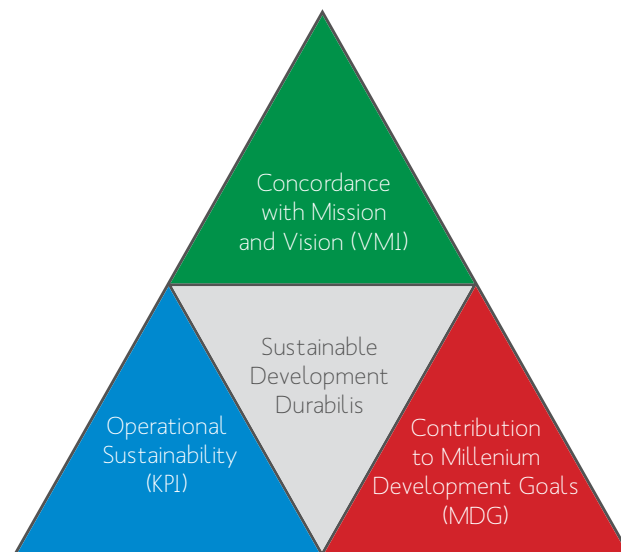 Concordance
with Mission
and Vision (VMI)
Sustainable
Development
Durabilis
Operational
Sustainability
(KPI)
Contribution
to Millenium
Development Goals
(MDG)